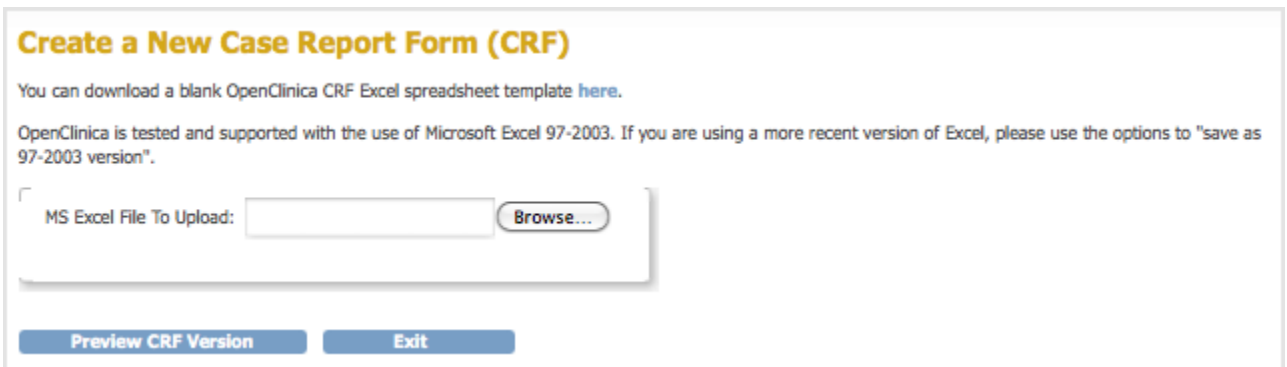 Create a New Case Report Form (CRF)
You can download a blank OpenClinica CRF Excel spreadsheet template here.
OpenClinica is tested and supported with the use of Microsoft Excel 97-2003. If you are using a more recent version of Excel, please use the options to "save as
97-2003 version".
MS Excel File To Upload: Browse...
Preview CRF Version Exit